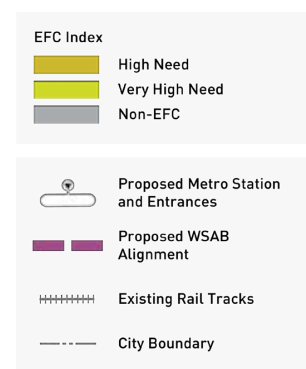 EFC Index
High Need
Very High Need
Non-EFC
Proposed Metro Station
and Entrances
Proposed WSAB
Alignment
Existing Rail Tracks
City Boundary